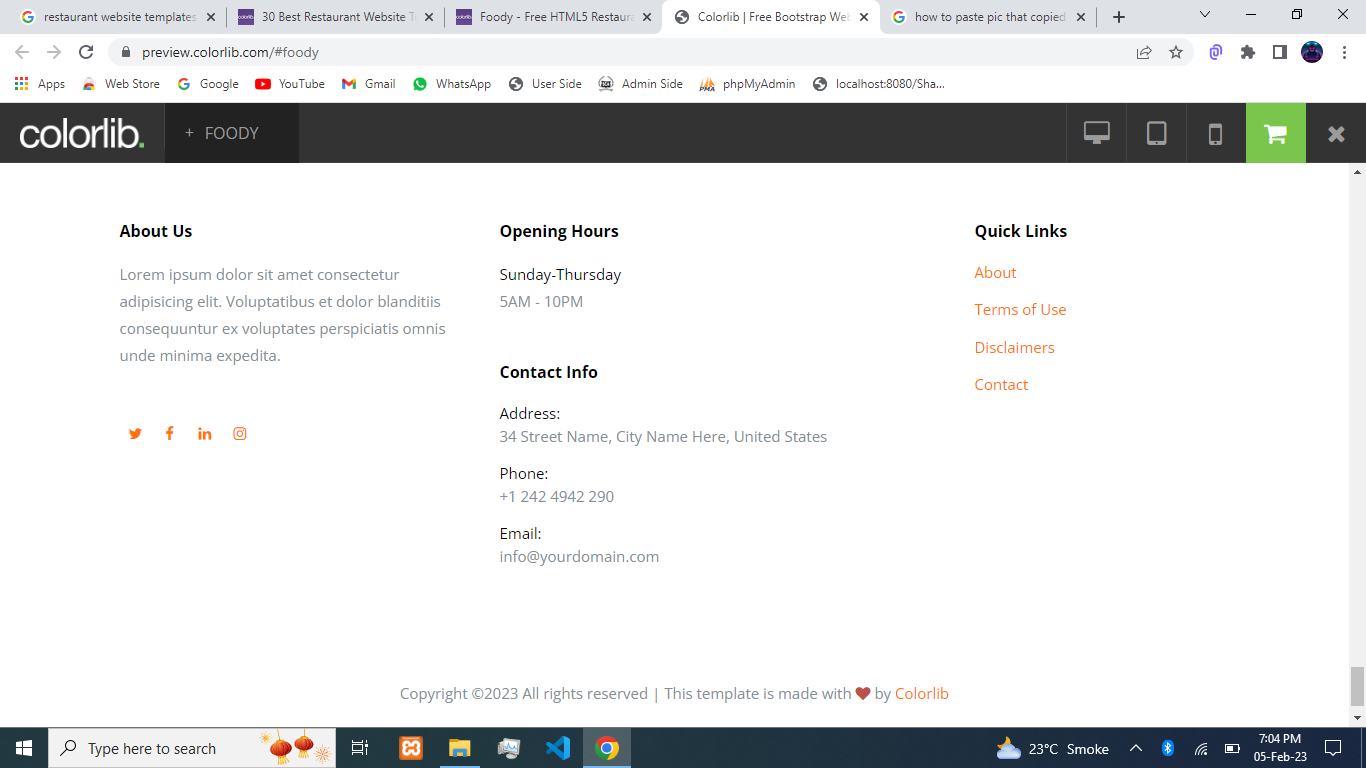 restaurant website templates
30 Best Restaurant Website T
Foody - Free HTML5 Restaura
Colorlib | Free Bootstrap Web
how to paste pic that copied
preview.colorlib.com/#foody
Apps
Web Store
Google
YouTube
Gmail
WhatsApp
User Side
Admin Side
phpMyAdmin
localhost:8080/Sha...
colorlib.
+ FOODY
About Us
Lorem ipsum dolor sit amet consectetur
adipisicing elit. Voluptatibus et dolor blanditiis
consequuntur ex voluptates perspiciatis omnis
unde minima expedita.
Opening Hours
Sunday-Thursday
5AM - 10PM
Contact Info
Address:
34 Street Name, City Name Here, United States
Phone:
+1 242 4942 290
Email:
info@yourdomain.com
Quick Links
About
Terms of Use
Disclaimers
Contact
Copyright ©2023 All rights reserved | This template is made with ❤ by Colorlib
Type here to search
23°C Smoke
7:04 PM
05-Feb-23